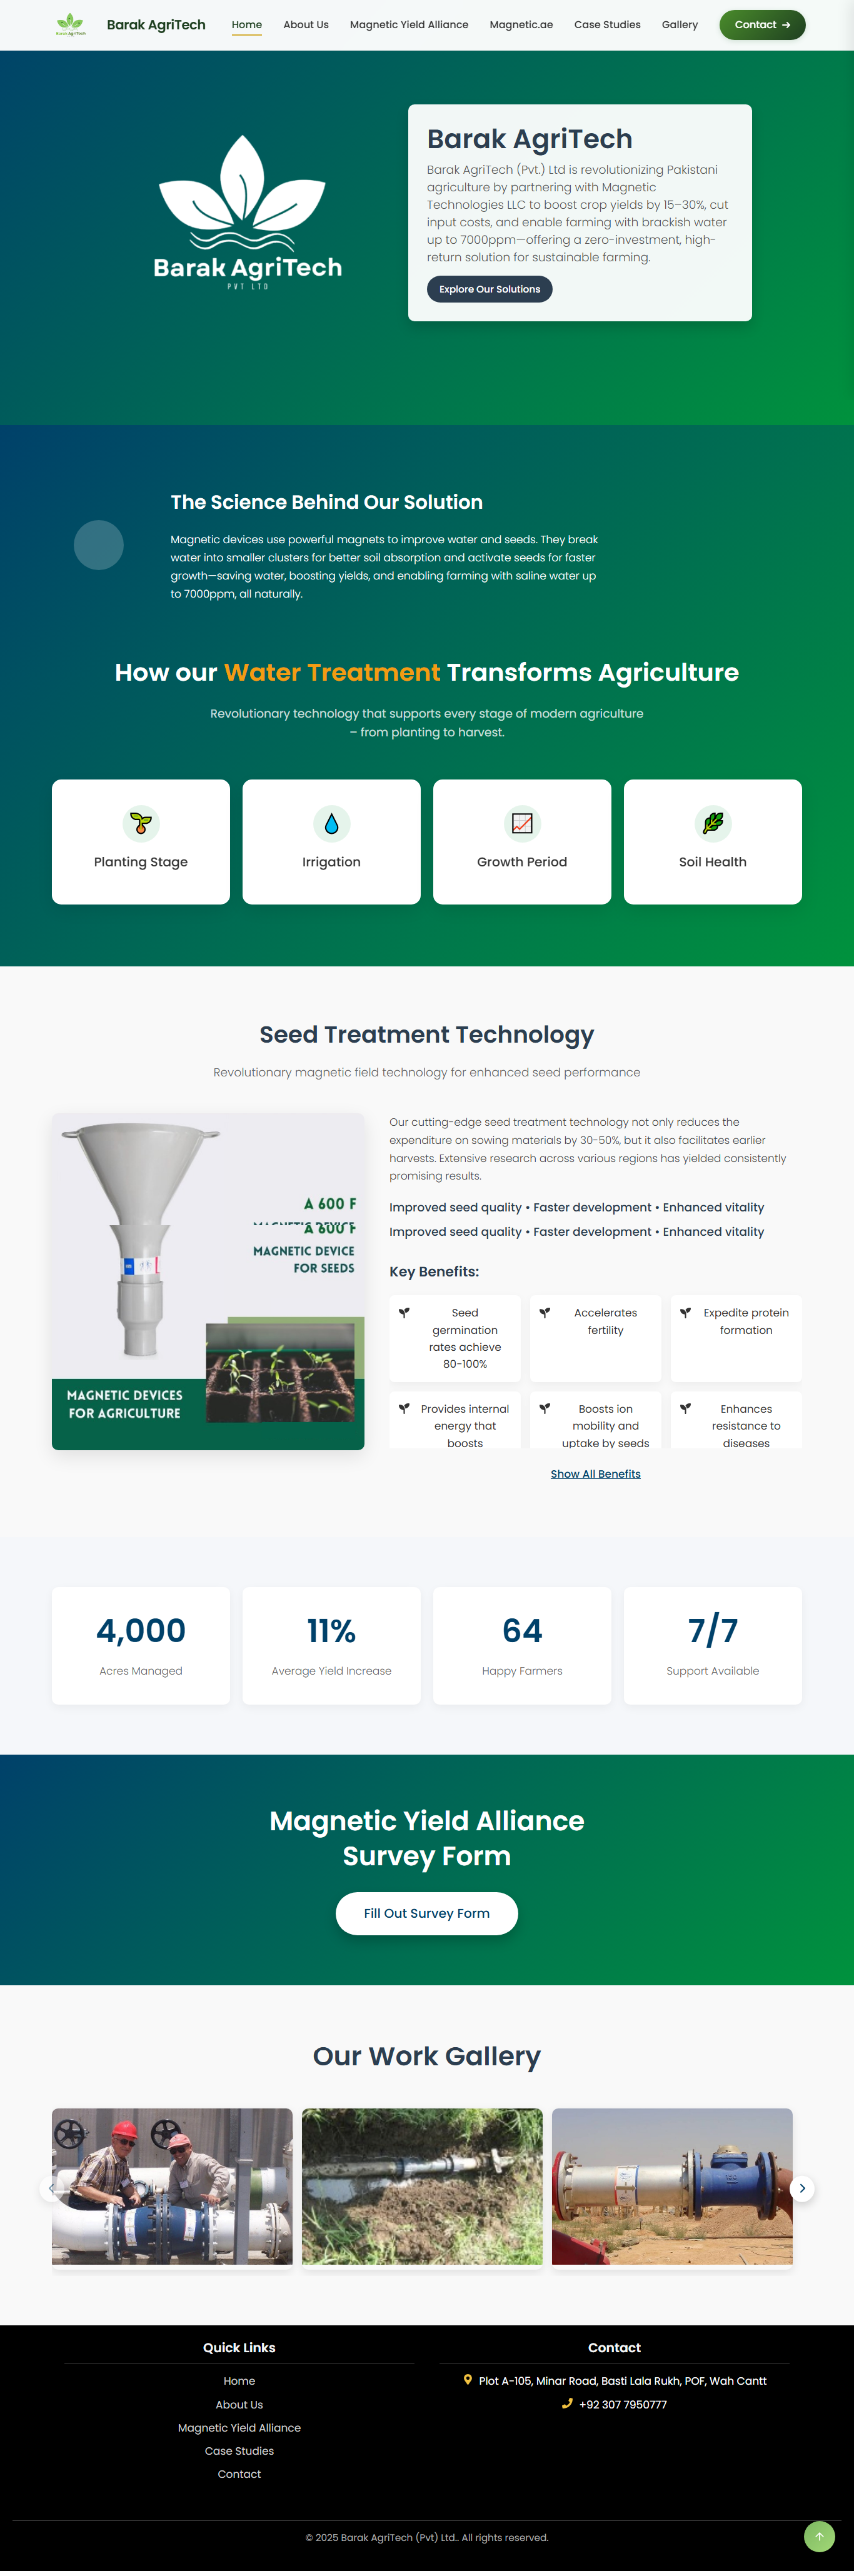 Barak AgriTech
Barak AgriTech
Home
About Us
Magnetic Yield Alliance
Magnetic.ae
Case Studies
Gallery
Contact →
Barak AgriTech
PVT LTD
Barak AgriTech
Barak AgriTech (Pvt.) Ltd is revolutionizing Pakistani
agriculture by partnering with Magnetic
Technologies LLC to boost crop yields by 15–30%, cut
input costs, and enable farming with brackish water
up to 7000ppm—offering a zero-investment, high-
return solution for sustainable farming.
Explore Our Solutions
The Science Behind Our Solution
Magnetic devices use powerful magnets to improve water and seeds. They break
water into smaller clusters for better soil absorption and activate seeds for faster
growth—saving water, boosting yields, and enabling farming with saline water up
to 7000ppm, all naturally.
How our Water Treatment Transforms Agriculture
Revolutionary technology that supports every stage of modern agriculture
– from planting to harvest.
Planting Stage
Irrigation
Growth Period
Soil Health
Seed Treatment Technology
Revolutionary magnetic field technology for enhanced seed performance
A 600 F
MAGNETIC DEVICE
A 600 F
MAGNETIC DEVICE
FOR SEEDS
MAGNETIC DEVICES
FOR AGRICULTURE
Our cutting-edge seed treatment technology not only reduces the
expenditure on sowing materials by 30-50%, but it also facilitates earlier
harvests. Extensive research across various regions has yielded consistently
promising results.
Improved seed quality • Faster development • Enhanced vitality
Improved seed quality • Faster development • Enhanced vitality
Key Benefits:
Seed
germination
rates achieve
80-100%
Accelerates
fertility
Expedite protein
formation
Provides internal
energy that
boosts
Boosts ion
mobility and
uptake by seeds
Enhances
resistance to
diseases
Show All Benefits
4,000
Acres Managed
11%
Average Yield Increase
64
Happy Farmers
7/7
Support Available
Magnetic Yield Alliance
Survey Form
Fill Out Survey Form
Our Work Gallery
Quick Links
Home
About Us
Magnetic Yield Alliance
Case Studies
Contact
Contact
Plot A-105, Minar Road, Basti Lala Rukh, POF, Wah Cantt
+92 307 7950777
© 2025 Barak AgriTech (Pvt) Ltd.. All rights reserved.